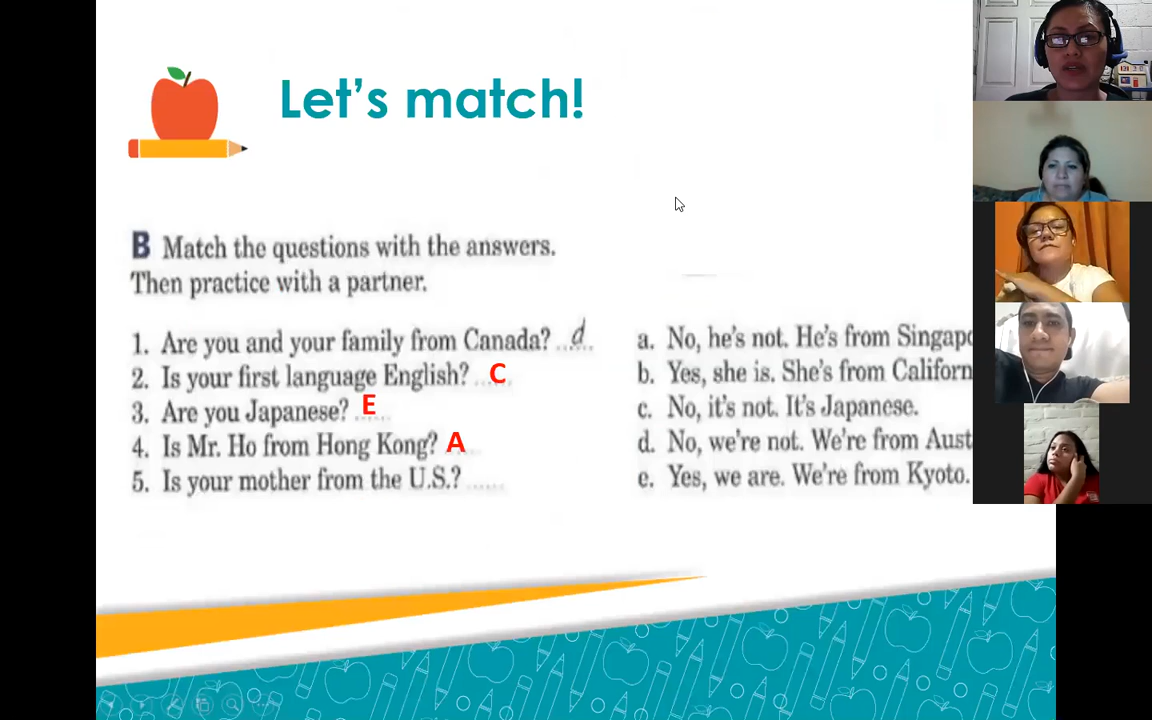 Let's match!
B Match the questions with the answers.
Then practice with a partner.
1. Are you and your family from Canada? ...d...
2. Is your first language English? C
3. Are you Japanese? E
4. Is Mr. Ho from Hong Kong? A
5. Is your mother from the U.S.? ......
a. No, he's not. He's from Singap
b. Yes, she is. She's from Californ
c. No, it's not. It's Japanese.
d. No, we're not. We're from Aust
e. Yes, we are. We're from Kyoto.